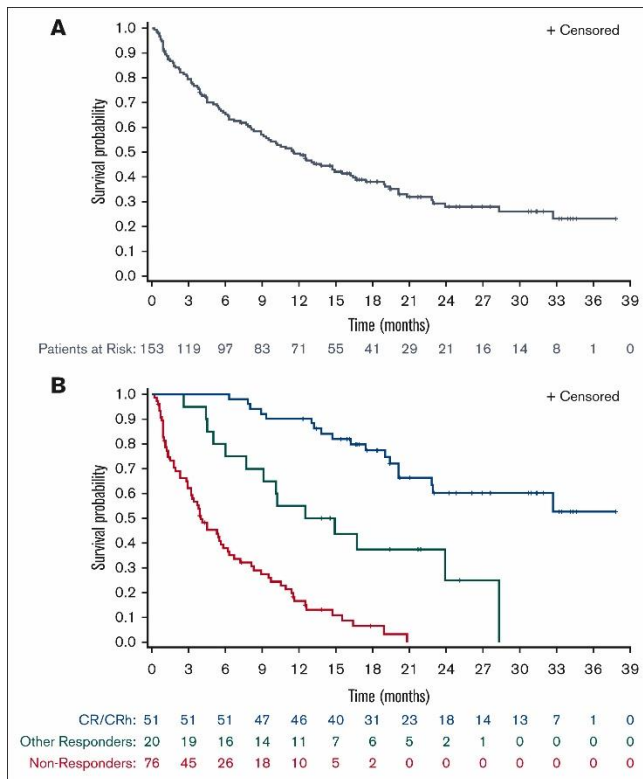 A
+ Censored
1.0
0.9
0.8
0.7
0.6
0.5
0.4
0.3
0.2
0.1
0.0
Survival probability
0 3 6 9 12 15 18 21 24 27 30 33 36 39
Time (months)
Patients at Risk: 153 119 97 83 71 55 41 29 21 16 14 8 1 0
B
+ Censored
1.0
0.9
0.8
0.7
0.6
0.5
0.4
0.3
0.2
0.1
0.0
Survival probability
0 3 6 9 12 15 18 21 24 27 30 33 36 39
Time (months)
CR/CRh: 51 51 51 47 46 40 31 23 18 14 13 7 1 0
Other Responders: 20 19 16 14 11 7 6 5 2 1 0 0 0 0
Non-Responders: 76 45 26 18 10 5 2 0 0 0 0 0 0 0